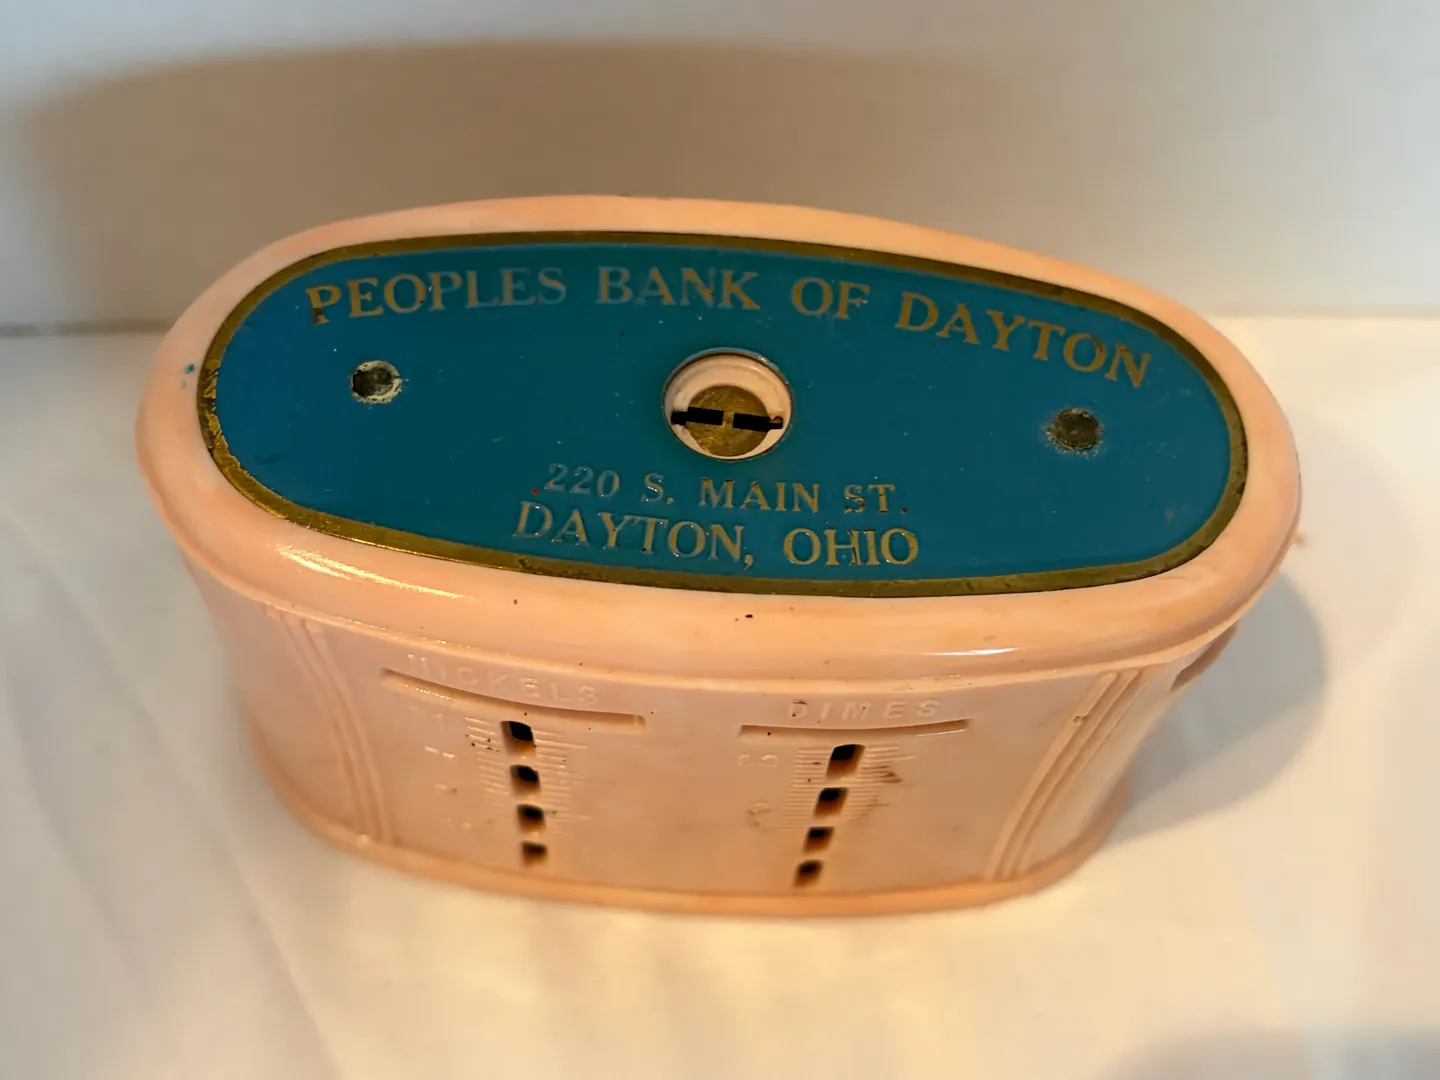 PEOPLES BANK OF DAYTON
220 S. MAIN ST.
DAYTON, OHIO
NICKELS
DIMES